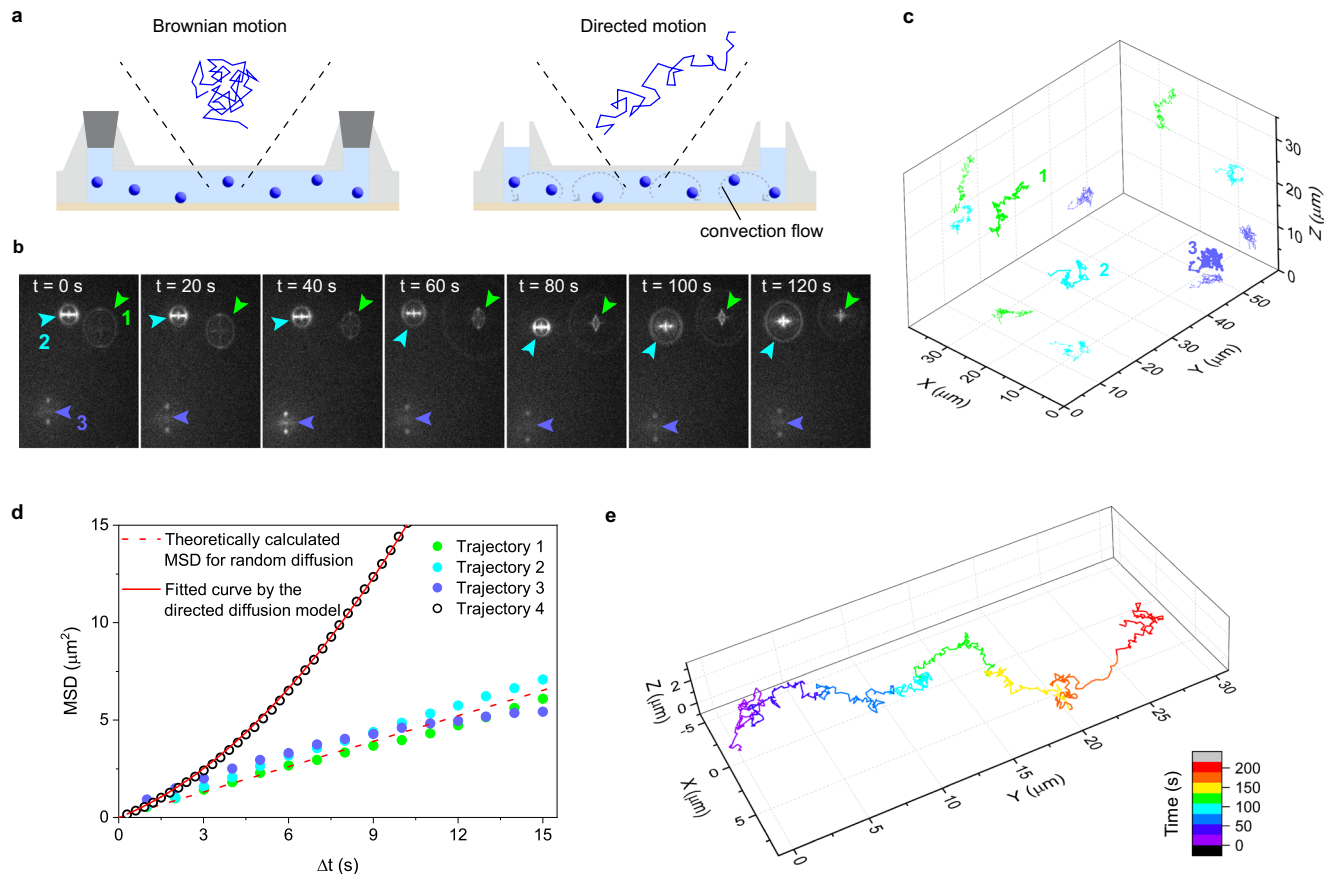 a
Brownian motion
Directed motion
convection flow
b
t = 0 s
t = 20 s
t = 40 s
t = 60 s
t = 80 s
t = 100 s
t = 120 s
1
2
3
c
1
2
3
30
20
10
0
Z (μm)
30
20
10
0
X (μm)
0
10
20
30
40
50
Y (μm)
d
15
10
5
0
MSD (μm²)
0
3
6
9
12
15
Δt (s)
Theoretically calculated
MSD for random diffusion
Fitted curve by the
directed diffusion model
Trajectory 1
Trajectory 2
Trajectory 3
Trajectory 4
e
2
0
Z (μm)
-5
0
5
X (μm)
0
5
10
15
20
25
30
Y (μm)
Time (s)
200
150
100
50
0